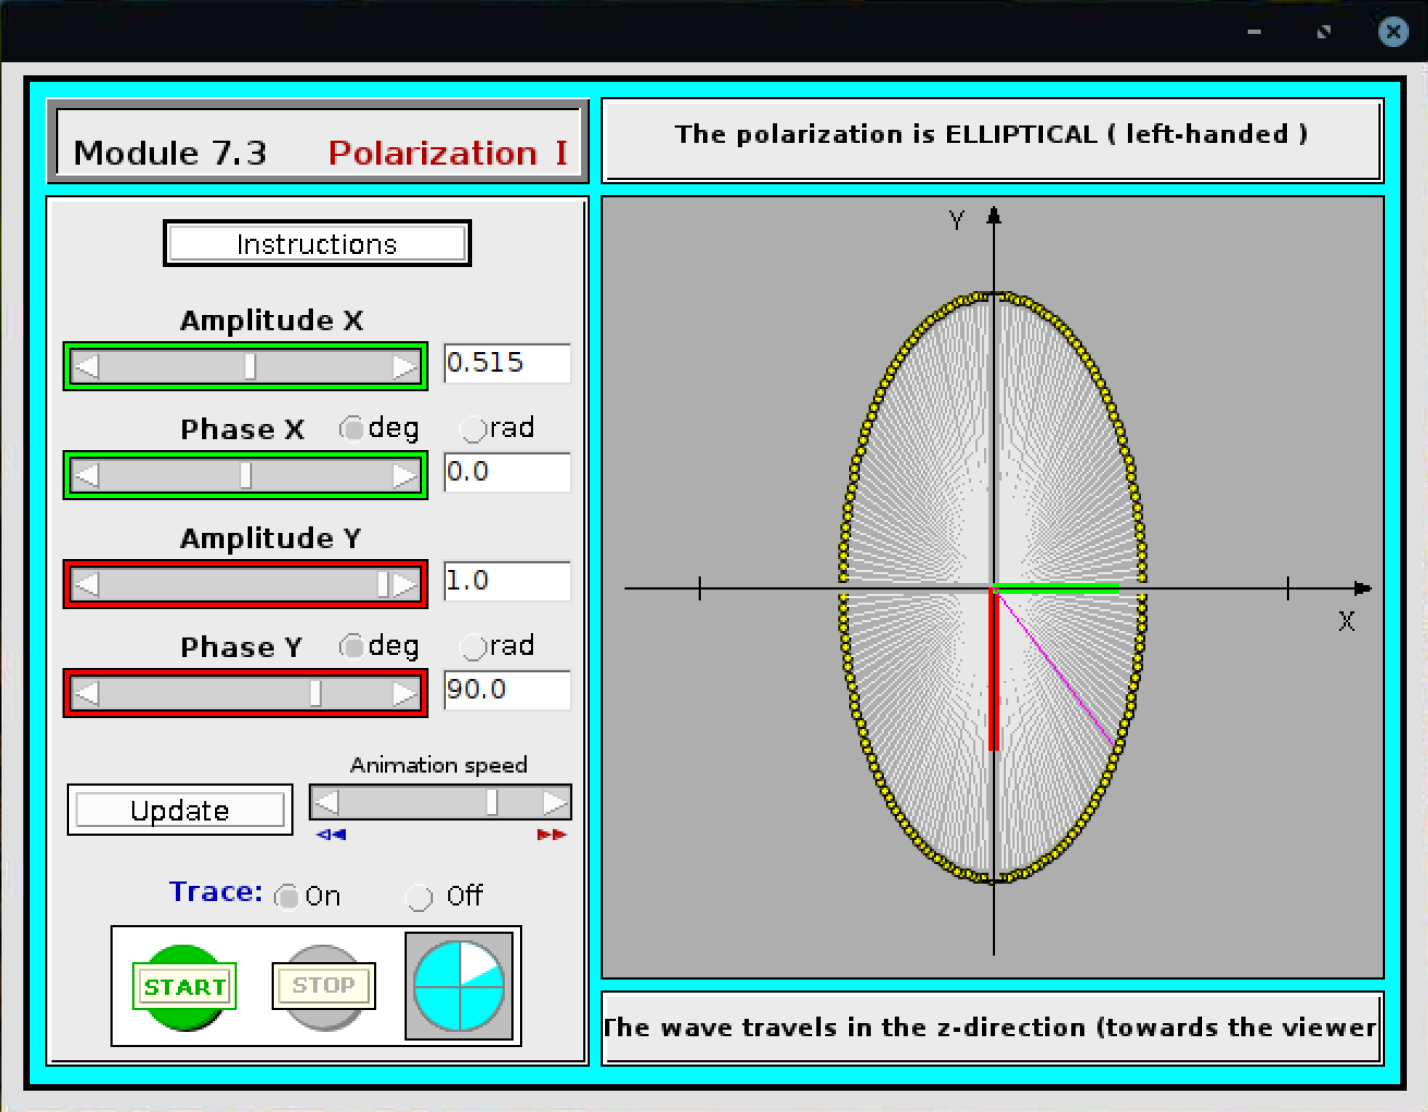 Module 7.3 Polarization I
The polarization is ELLIPTICAL ( left-handed )
Instructions
Amplitude X
0.515
Phase X deg rad
0.0
Amplitude Y
1.0
Phase Y deg rad
90.0
Animation speed
Update
Trace: On Off
START STOP
Y
X
The wave travels in the z-direction (towards the viewer